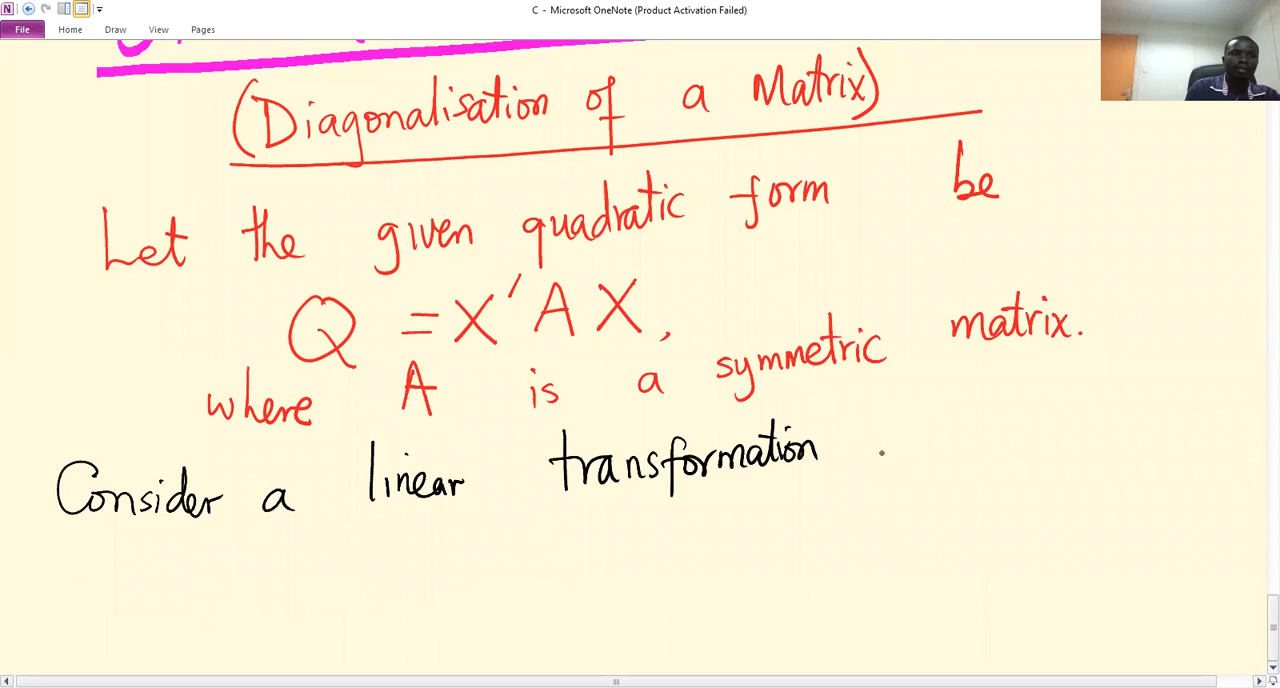 C - Microsoft OneNote (Product Activation Failed)
File Home Draw View Pages
(Diagonalisation of a Matrix)
Let the given quadratic form be
Q = X'AX,
where A is a symmetric matrix.
Consider a linear transformation